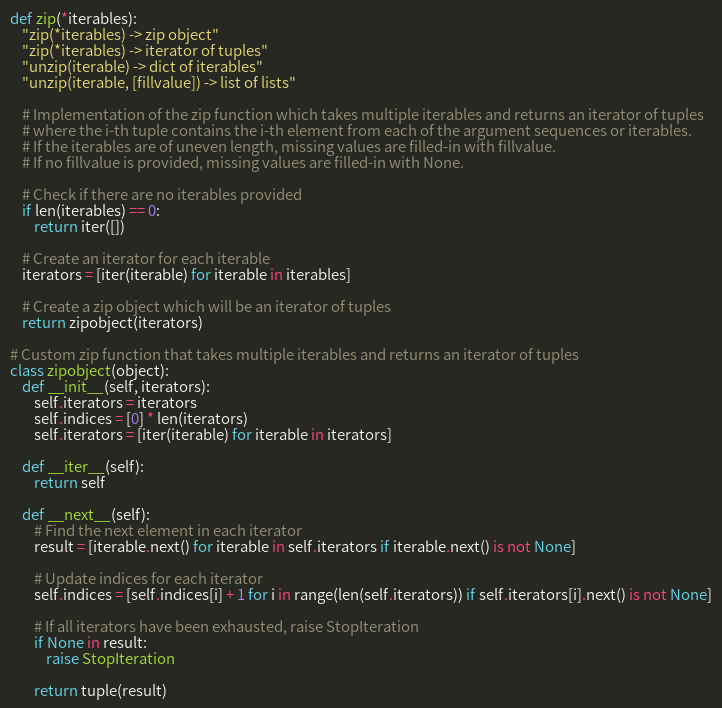 def zip(*iterables):
"zip(*iterables) -> zip object"
"zip(*iterables) -> iterator of tuples"
"unzip(iterable) -> dict of iterables"
"unzip(iterable, [fillvalue]) -> list of lists"
# Implementation of the zip function which takes multiple iterables and returns an iterator of tuples
# where the i-th tuple contains the i-th element from each of the argument sequences or iterables.
# If the iterables are of uneven length, missing values are filled-in with fillvalue.
# If no fillvalue is provided, missing values are filled-in with None.
# Check if there are no iterables provided
if len(iterables) == 0:
return iter([])
# Create an iterator for each iterable
iterators = [iter(iterable) for iterable in iterables]
# Create a zip object which will be an iterator of tuples
return zipobject(iterators)
# Custom zip function that takes multiple iterables and returns an iterator of tuples
class zipobject(object):
def __init__(self, iterators):
self.iterators = iterators
self.indices = [0] * len(iterators)
self.iterators = [iter(iterable) for iterable in iterators]
def __iter__(self):
return self
def __next__(self):
# Find the next element in each iterator
result = [iterable.next() for iterable in self.iterators if iterable.next() is not None]
# Update indices for each iterator
self.indices = [self.indices[i] + 1 for i in range(len(self.iterators)) if self.iterators[i].next() is not None]
# If all iterators have been exhausted, raise StopIteration
if None in result:
raise StopIteration
return tuple(result)